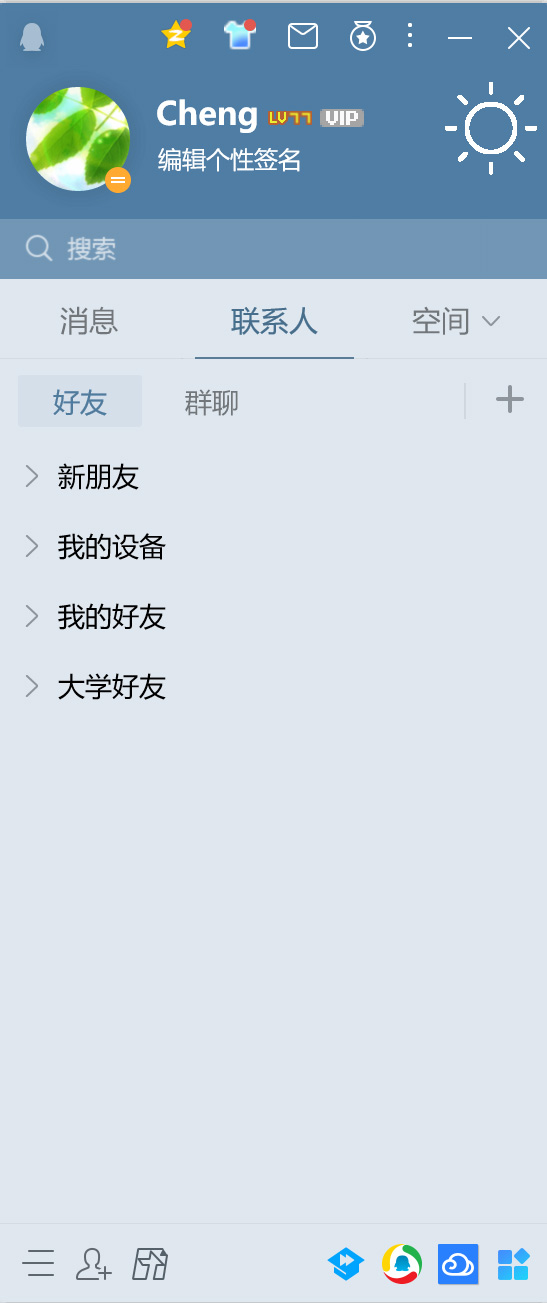 Cheng LV77 VIP
编辑个性签名
搜索
消息 联系人 空间
好友 群聊
新朋友
我的设备
我的好友
大学好友